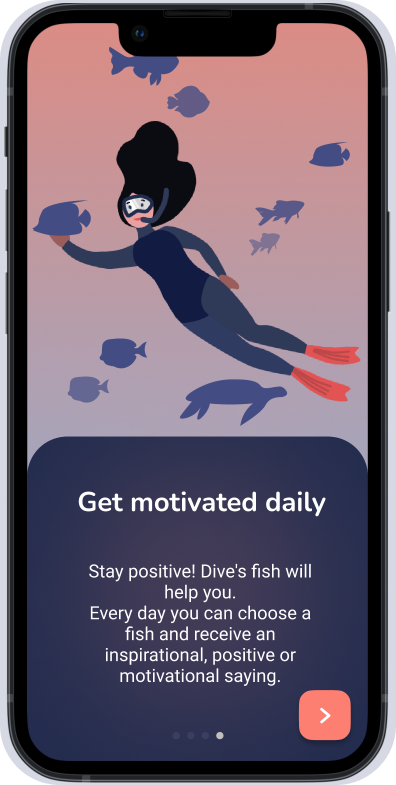 Get motivated daily
Stay positive! Dive's fish will
help you.
Every day you can choose a
fish and receive an
inspirational, positive or
motivational saying.